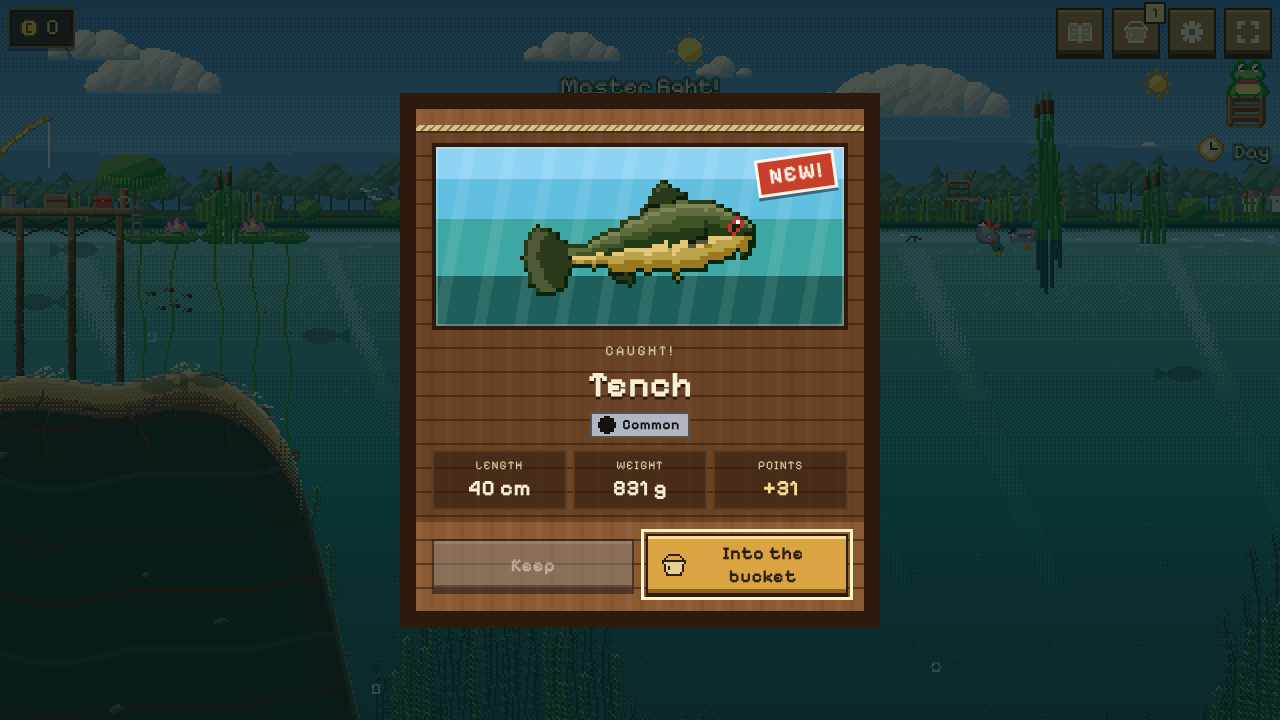 0
1
Master fight!
Day
NEW!
CAUGHT!
Tench
Common
LENGTH
40 cm
WEIGHT
831 g
POINTS
+31
Keep
Into the
bucket